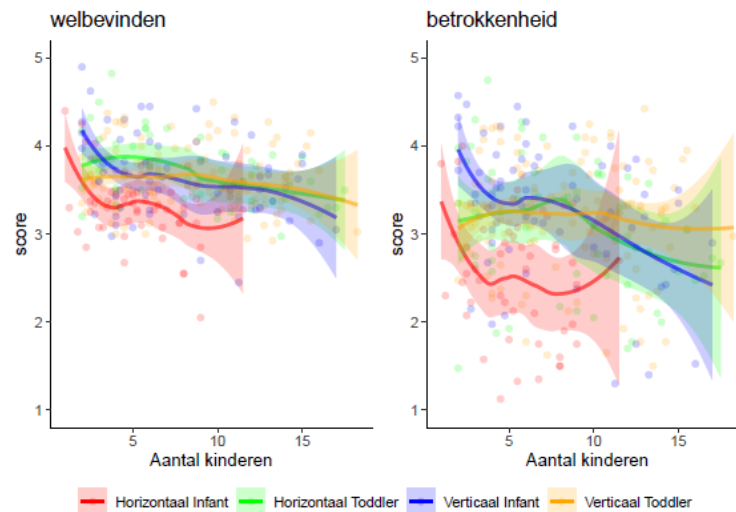 welbevinden
betrokkenheid
5
4
3
2
1
score
5
10
15
Aantal kinderen
5
4
3
2
1
score
5
10
15
Aantal kinderen
Horizontaal Infant
Horizontaal Toddler
Verticaal Infant
Verticaal Toddler